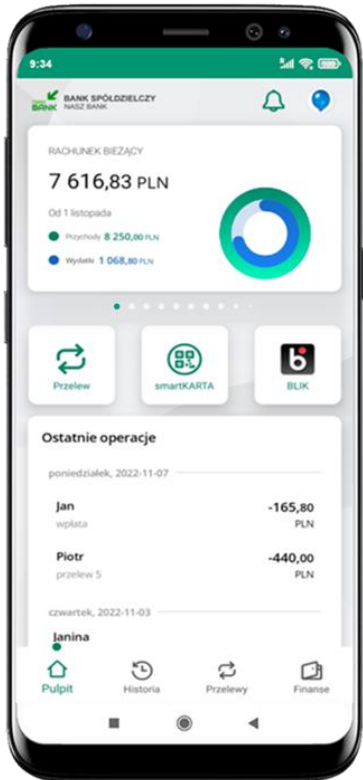 9:34
BANK SPÓŁDZIELCZY
NASZ BANK
BANK
RACHUNEK BIEŻĄCY
7 616,83 PLN
Od 1 listopada
Przychody 8 250,00 PLN
Wydatki 1 068,80 PLN
Przelew smartKARTA BLIK
Ostatnie operacje
poniedziałek, 2022-11-07
Jan -165,80
wpłata PLN
Piotr -440,00
przelew 5 PLN
czwartek, 2022-11-03
Janina
Pulpit Historia Przelewy Finanse